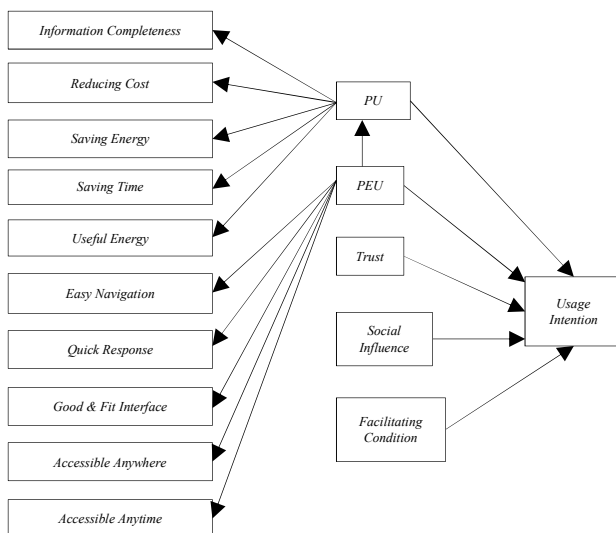 Information Completeness
Reducing Cost
Saving Energy
Saving Time
Useful Energy
Easy Navigation
Quick Response
Good & Fit Interface
Accessible Anywhere
Accessible Anytime
PU
PEU
Trust
Social
Influence
Facilitating
Condition
Usage
Intention